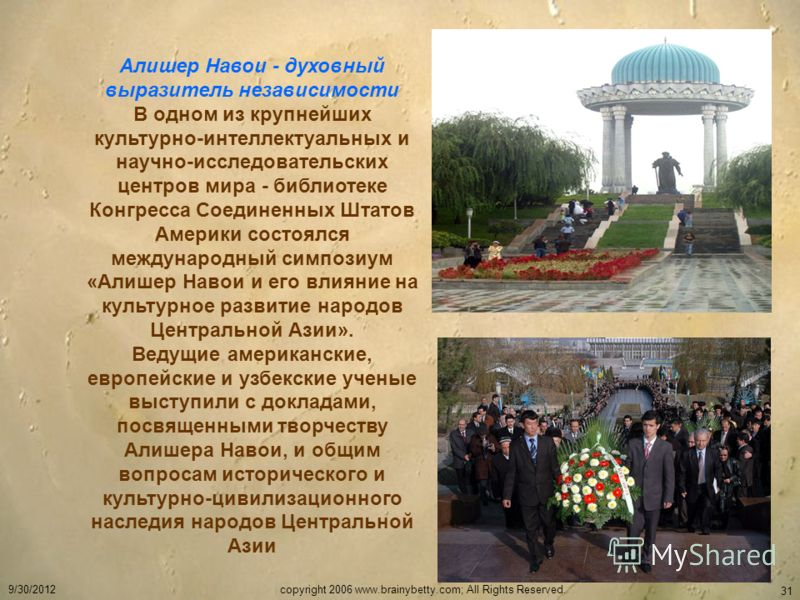 Алишер Навои - духовный
выразитель независимости
В одном из крупнейших
культурно-интеллектуальных и
научно-исследовательских
центров мира - библиотеке
Конгресса Соединенных Штатов
Америки состоялся
международный симпозиум
«Алишер Навои и его влияние на
культурное развитие народов
Центральной Азии».
Ведущие американские,
европейские и узбекские ученые
выступили с докладами,
посвященными творчеству
Алишера Навои, и общим
вопросам исторического и
культурно-цивилизационного
наследия народов Центральной
Азии
MyShared
9/30/2012
copyright 2006 www.brainybetty.com; All Rights Reserved.
31